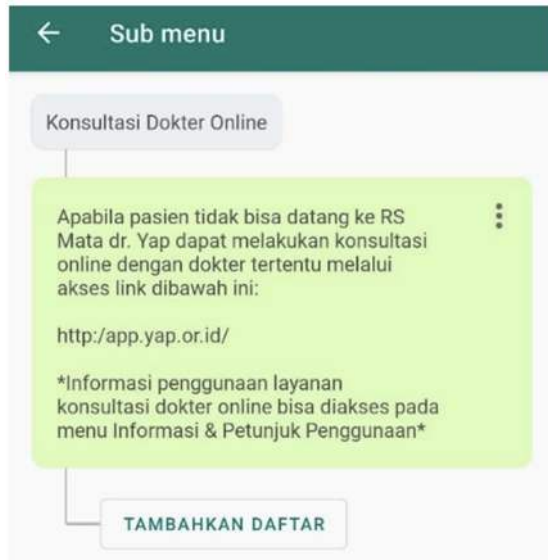 Sub menu
Konsultasi Dokter Online
Apabila pasien tidak bisa datang ke RS
Mata dr. Yap dapat melakukan konsultasi
online dengan dokter tertentu melalui
akses link dibawah ini:
http:/app.yap.or.id/
*Informasi penggunaan layanan
konsultasi dokter online bisa diakses pada
menu Informasi & Petunjuk Penggunaan*
TAMBAHKAN DAFTAR